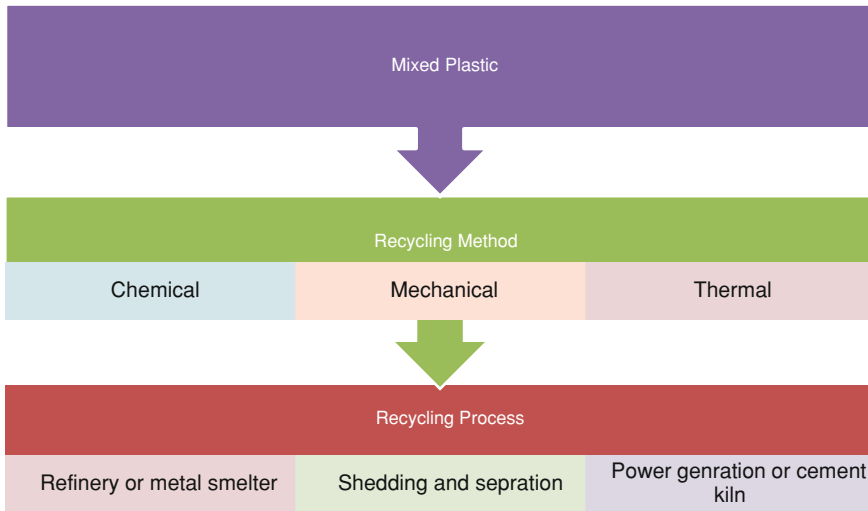 Mixed Plastic
Recycling Method
Chemical
Mechanical
Thermal
Recycling Process
Refinery or metal smelter
Shedding and sepration
Power genration or cement
kiln